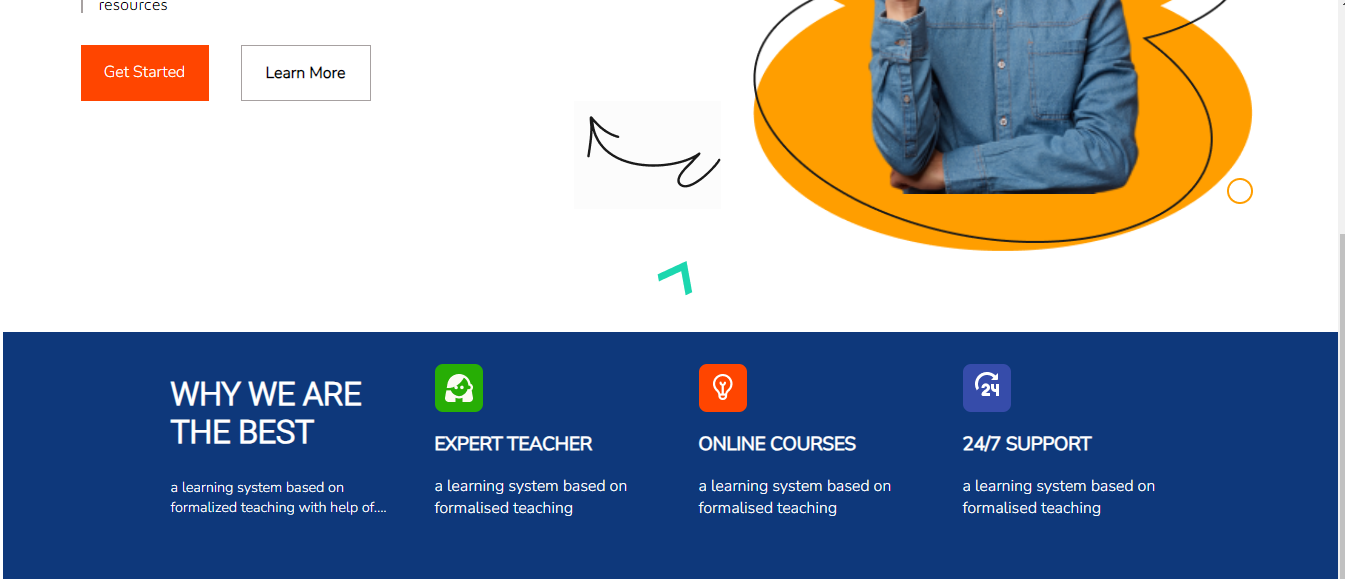 resources
Get Started
Learn More
WHY WE ARE
THE BEST
a learning system based on
formalized teaching with help of....
EXPERT TEACHER
a learning system based on
formalised teaching
ONLINE COURSES
a learning system based on
formalised teaching
24
24/7 SUPPORT
a learning system based on
formalised teaching